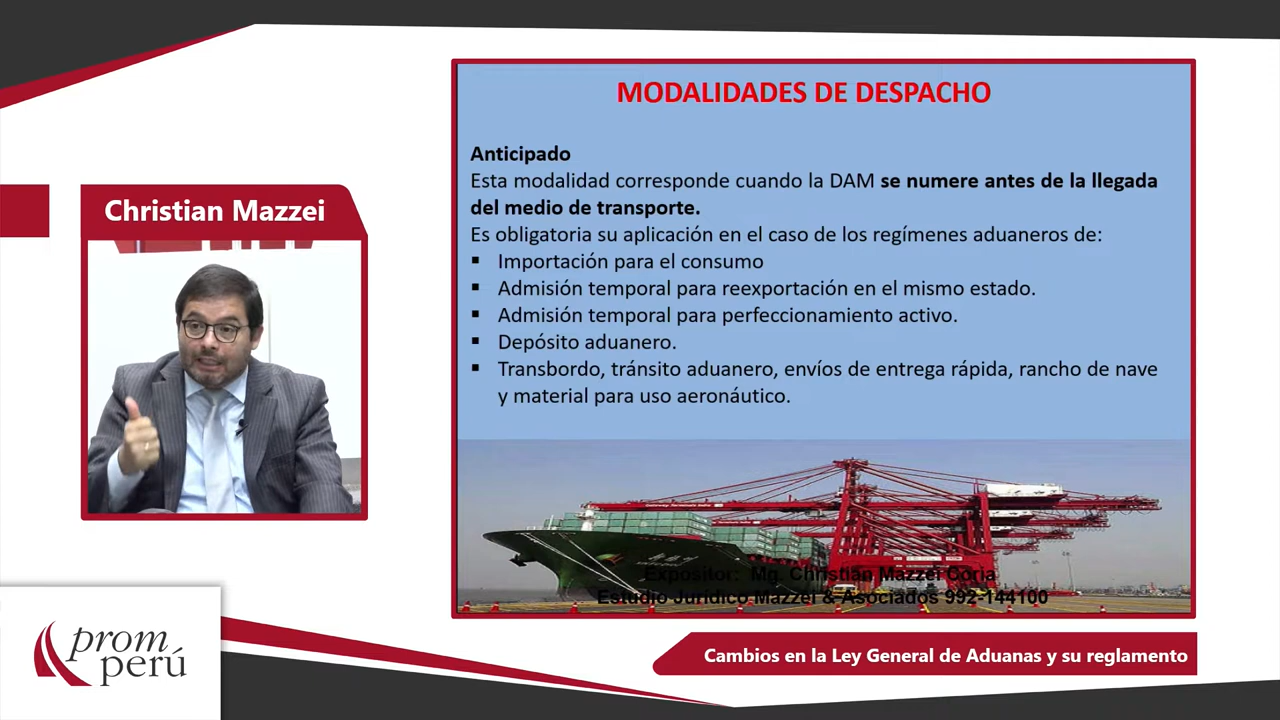 MODALIDADES DE DESPACHO
Anticipado
Esta modalidad corresponde cuando la DAM se numere antes de la llegada
del medio de transporte.
Es obligatoria su aplicación en el caso de los regímenes aduaneros de:
▪ Importación para el consumo
▪ Admisión temporal para reexportación en el mismo estado.
▪ Admisión temporal para perfeccionamiento activo.
▪ Depósito aduanero.
▪ Transbordo, tránsito aduanero, envíos de entrega rápida, rancho de nave
y material para uso aeronáutico.
Expositor: Mg. Christian Mazzei Coria
Estudio Jurídico Mazzei & Asociados 992-144100
Christian Mazzei
prom
perú
Cambios en la Ley General de Aduanas y su reglamento